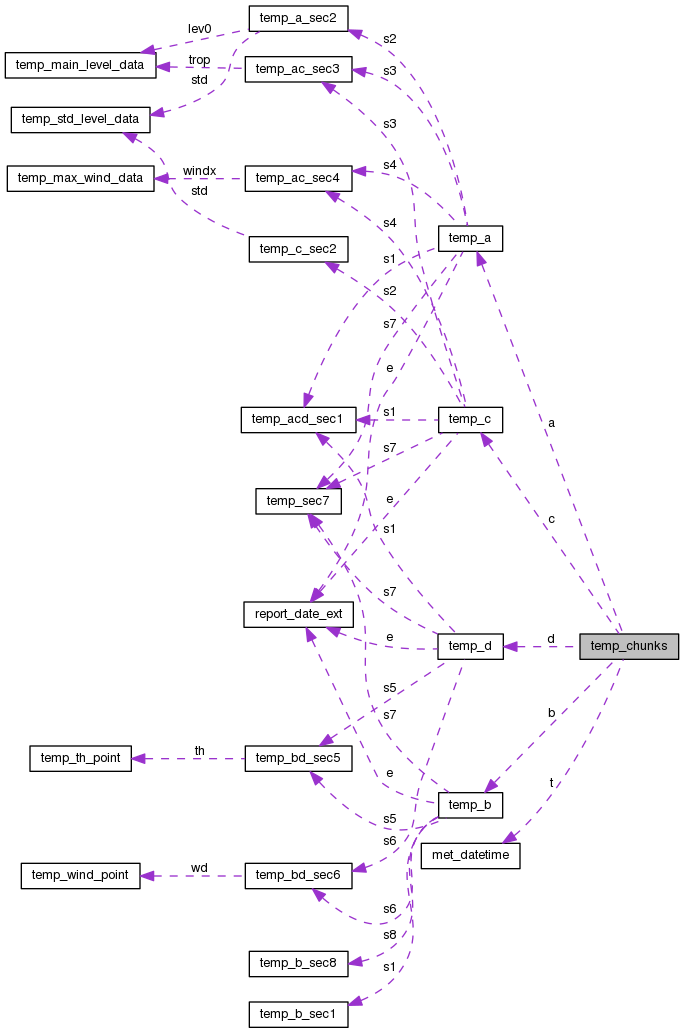 temp_a_sec2
lev0
s2
temp_main_level_data
trop
temp_ac_sec3
s3
std
temp_std_level_data
s3
s4
windx
temp_max_wind_data
temp_ac_sec4
std
s4
temp_a
temp_c_sec2
s1
s2
s7
e
temp_acd_sec1
s1
temp_c
a
s7
temp_sec7
e
c
s1
s7
report_date_ext
e
temp_d
d
temp_chunks
s5
s7
b
th
temp_th_point
temp_bd_sec5
e
t
temp_b
s5
s6
met_datetime
wd
temp_wind_point
temp_bd_sec6
s6
s8
temp_b_sec8
s1
temp_b_sec1